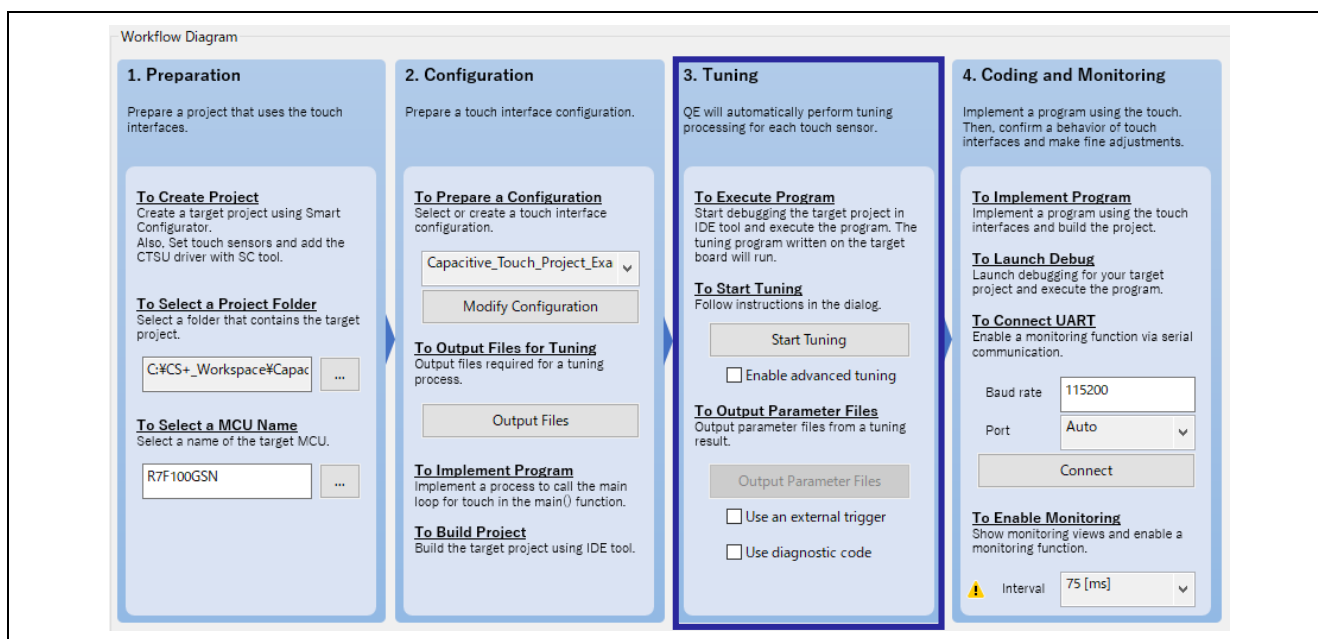 Workflow Diagram
1. Preparation
Prepare a project that uses the touch
interfaces.
To Create Project
Create a target project using Smart
Configurator.
Also, Set touch sensors and add the
CTSU driver with SC tool.
To Select a Project Folder
Select a folder that contains the target
project.
C:¥CS+_Workspace¥Capac
...
To Select a MCU Name
Select a name of the target MCU.
R7F100GSN
...
2. Configuration
Prepare a touch interface configuration.
To Prepare a Configuration
Select or create a touch interface
configuration.
Capacitive_Touch_Project_Exa
Modify Configuration
To Output Files for Tuning
Output files required for a tuning
process.
Output Files
To Implement Program
Implement a process to call the main
loop for touch in the main() function.
To Build Project
Build the target project using IDE tool.
3. Tuning
QE will automatically perform tuning
processing for each touch sensor.
To Execute Program
Start debugging the target project in
IDE tool and execute the program. The
tuning program written on the target
board will run.
To Start Tuning
Follow instructions in the dialog.
Start Tuning
Enable advanced tuning
To Output Parameter Files
Output parameter files from a tuning
result.
Output Parameter Files
Use an external trigger
Use diagnostic code
4. Coding and Monitoring
Implement a program using the touch.
Then, confirm a behavior of touch
interfaces and make fine adjustments.
To Implement Program
Implement a program using the touch
interfaces and build the project.
To Launch Debug
Launch debugging for your target
project and execute the program.
To Connect UART
Enable a monitoring function via serial
communication.
Baud rate 115200
Port Auto
Connect
To Enable Monitoring
Show monitoring views and enable a
monitoring function.
Interval 75 [ms]